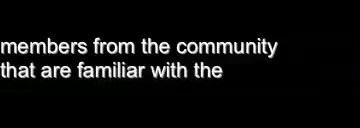 members from the community
that are familiar with the